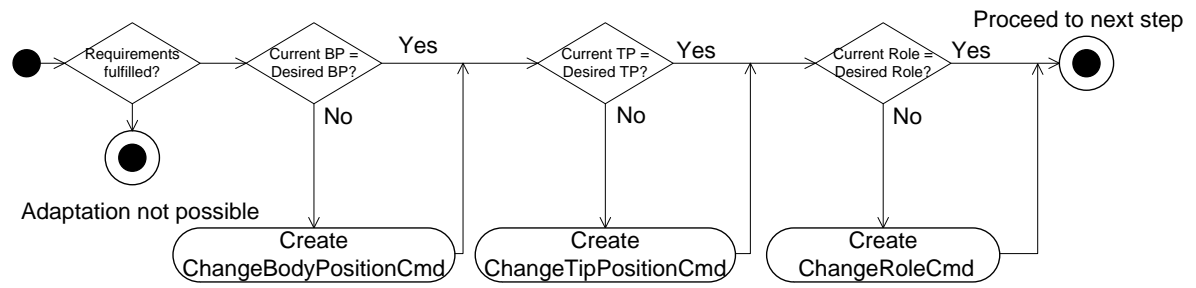 Proceed to next step
Requirements
fulfilled?
Current BP =
Desired BP?
Yes
Current TP =
Desired TP?
Yes
Current Role =
Desired Role?
Yes
No
No
No
Adaptation not possible
Create
ChangeBodyPositionCmd
Create
ChangeTipPositionCmd
Create
ChangeRoleCmd